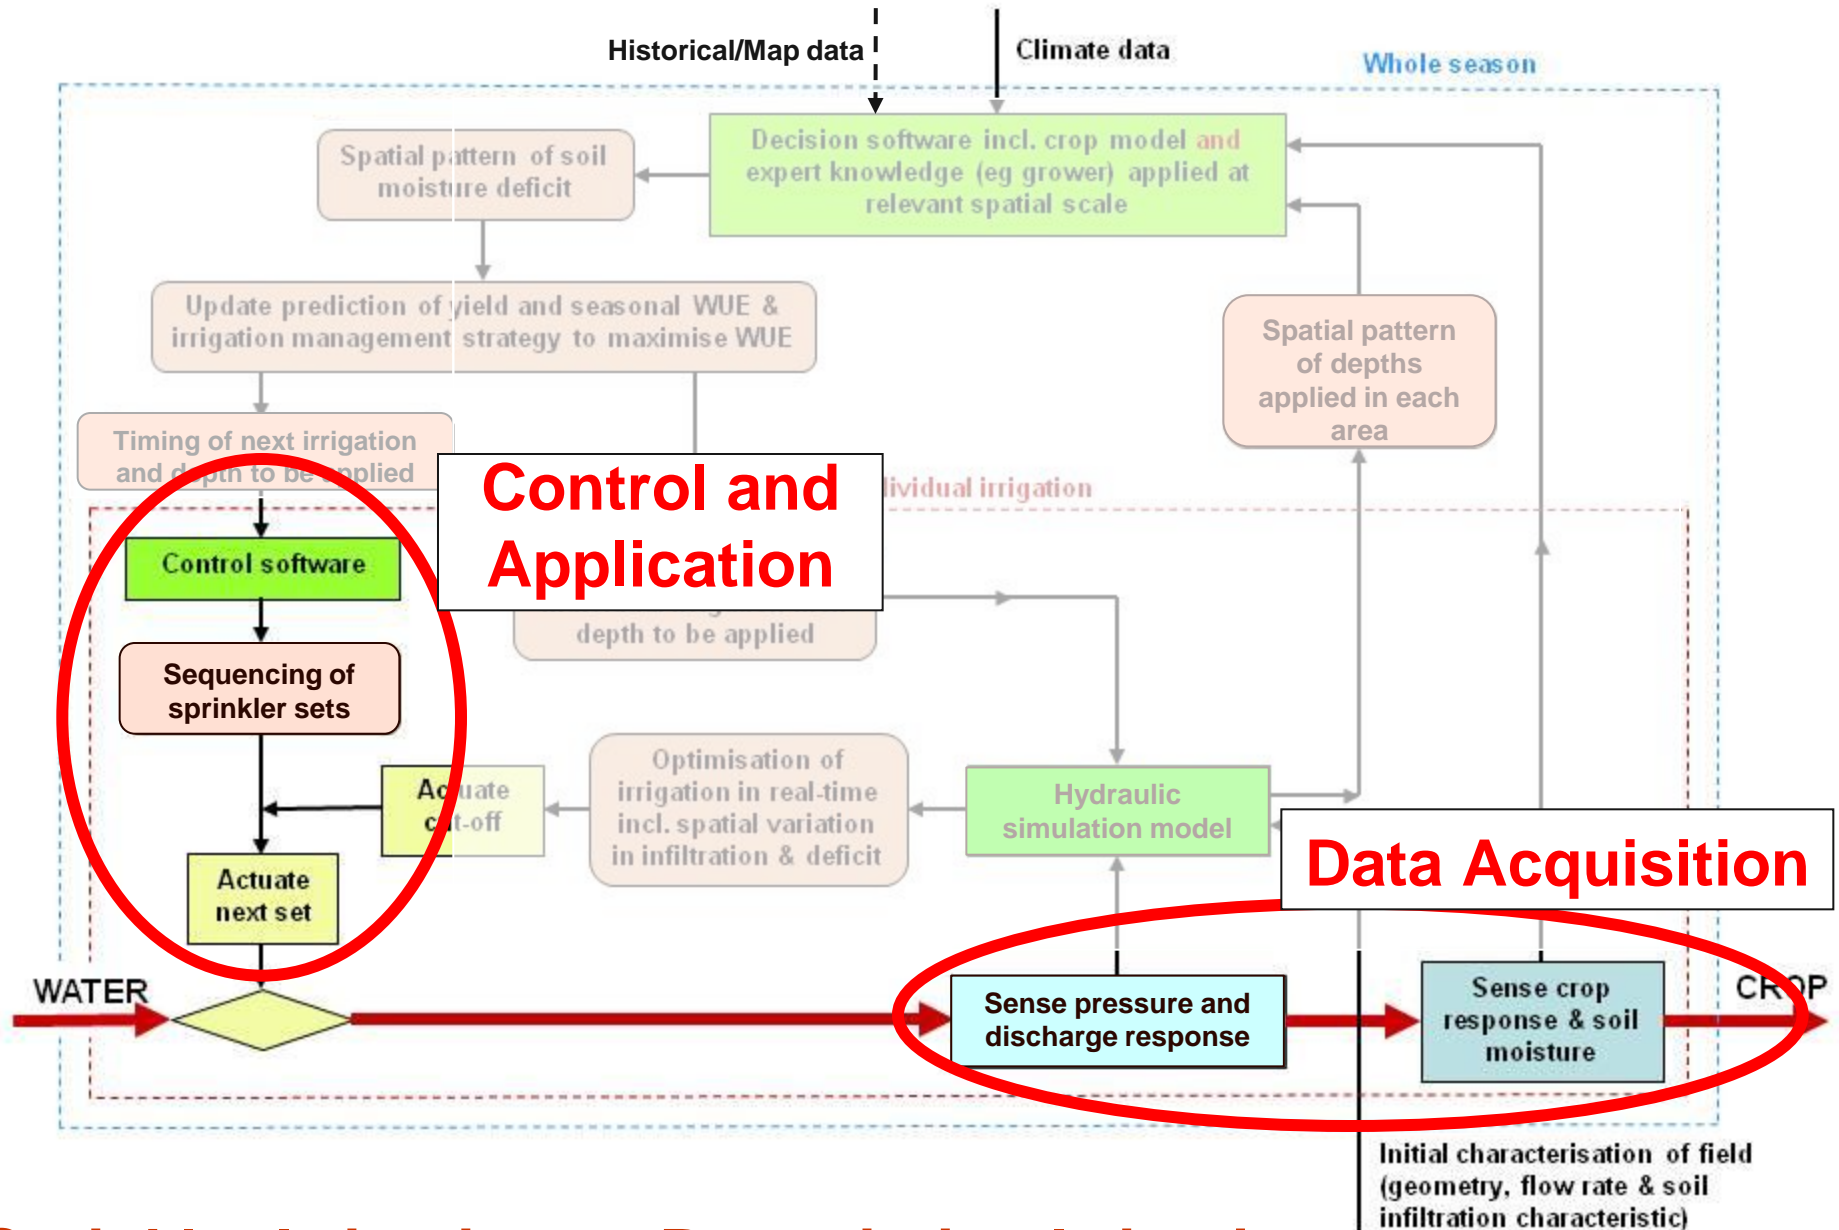 Historical/Map data
Climate data
Whole season
Decision software incl. crop model and
expert knowledge (eg grower) applied at
relevant spatial scale
Spatial pattern of soil
moisture deficit
Update prediction of yield and seasonal WUE &
irrigation management strategy to maximise WUE
Spatial pattern
of depths
applied in each
area
Timing of next irrigation
and depth to be applied
Control and
Application
irrigation
Control software
depth to be applied
Sequencing of
sprinkler sets
Optimisation of
irrigation in real-time
incl. spatial variation
in infiltration & deficit
Actuate
cut-off
Hydraulic
simulation model
Data Acquisition
Actuate
next set
WATER
Sense pressure and
discharge response
Sense crop
response & soil
moisture
CROP
Initial characterisation of field
(geometry, flow rate & soil
infiltration characteristic)